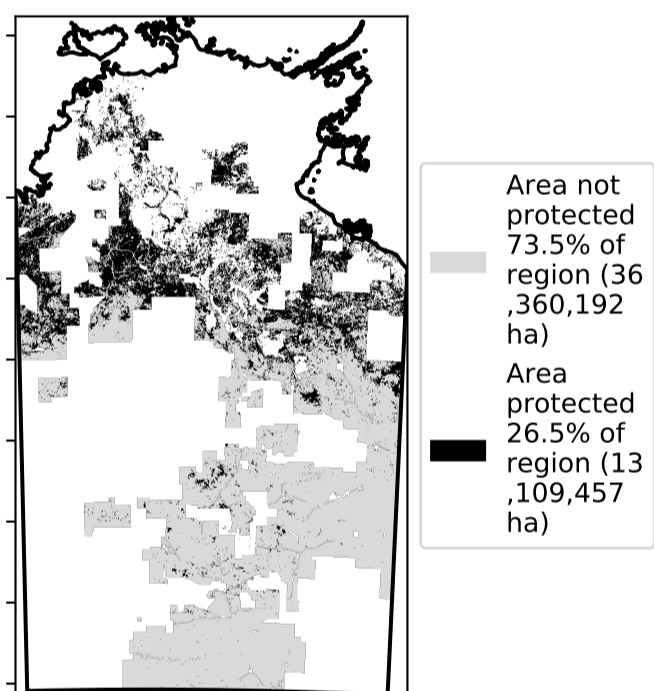 Area not
protected
73.5% of
region (36
,360,192
ha)
Area
protected
26.5% of
region (13
,109,457
ha)